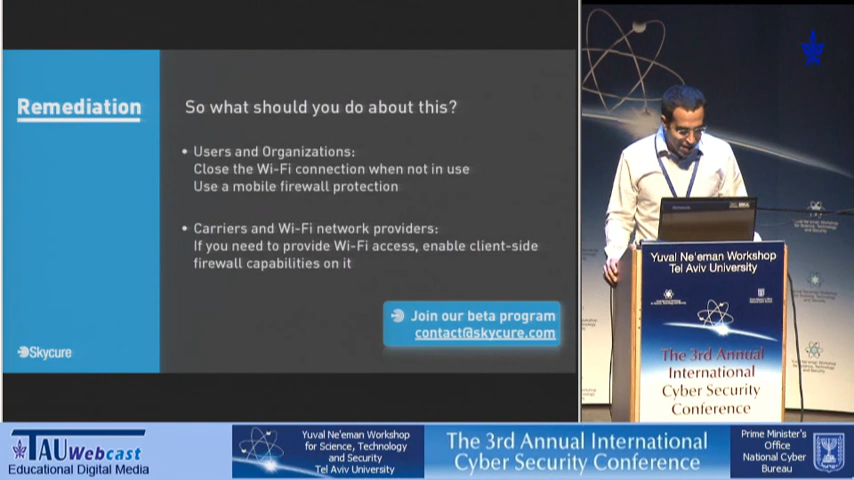 Remediation
So what should you do about this?
• Users and Organizations:
Close the Wi-Fi connection when not in use
Use a mobile firewall protection
• Carriers and Wi-Fi network providers:
If you need to provide Wi-Fi access, enable client-side
firewall capabilities on it
Join our beta program
contact@skycure.com
Skycure
Yuval Ne'eman Workshop
Tel Aviv University
The 3rd Annual
International
Cyber Security
Conference
TAU Webcast
Educational Digital Media
Yuval Ne'eman Workshop
for Science, Technology
and Security
Tel Aviv University
The 3rd Annual International
Cyber Security Conference
Prime Minister's
Office
National Cyber
Bureau